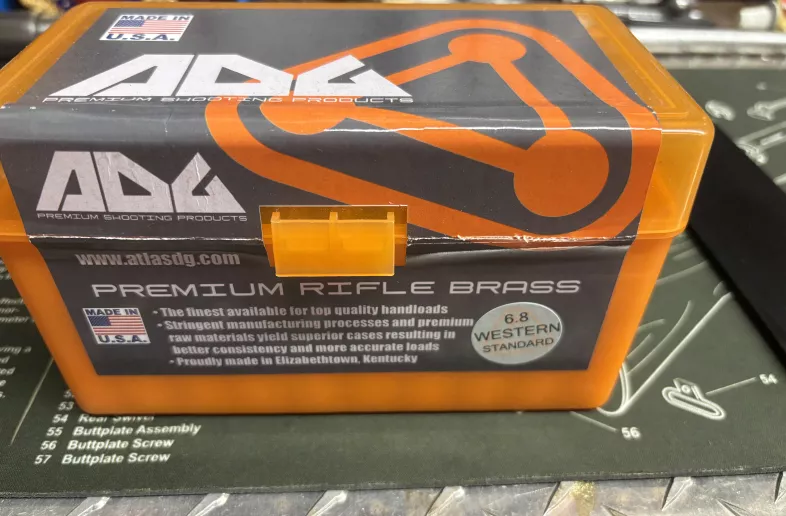 MADE IN
U.S.A.
ADG
PREMIUM SHOOTING PRODUCTS
ADG
PREMIUM SHOOTING PRODUCTS
www.atlasdg.com
PREMIUM RIFLE BRASS
MADE IN
U.S.A.
• The finest available for top quality handloads
• Stringent manufacturing processes and premium
raw materials yield superior cases resulting in
better consistency and more accurate loads
• Proudly made in Elizabethtown, Kentucky
6.8
WESTERN
STANDARD
53
54 Rear Swivel
55 Buttplate Assembly
56 Buttplate Screw
57 Buttplate Screw
54
56